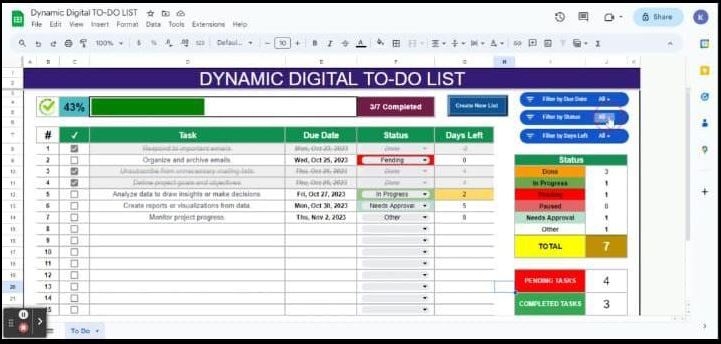 Dynamic Digital TO-DO LIST
File Edit View Insert Format Data Tools Extensions Help
Share
K
100% $ % 123 Defaul... - 10 + B I A
A B C D E F G H I J K
DYNAMIC DIGITAL TO-DO LIST
43% 3/7 Completed Create New List
Filter by Due Date All
Filter by Status All
Filter by Days Left All
# ✓ Task Due Date Status Days Left
1 Respond to important emails. Mon, Oct 23, 2023 Done -2
2 Organize and archive emails. Wed, Oct 25, 2023 Pending 0
3 Unsubscribe from unnecessary mailing lists. Thu, Oct 26, 2023 Done
4 Define project goals and objectives. Thu, Oct 26, 2023 Done
5 Analyze data to draw insights or make decisions Fri, Oct 27, 2023 In Progress 2
6 Create reports or visualizations from data. Mon, Oct 30, 2023 Needs Approval 5
7 Monitor project progress. Thu, Nov 2, 2023 Other 8
8
9
10
11
12
13
14
15
Status
Done 3
In Progress 1
Pending 1
Paused 0
Needs Approval 1
Other 1
TOTAL 7
PENDING TASKS 4
COMPLETED TASKS 3
To Do